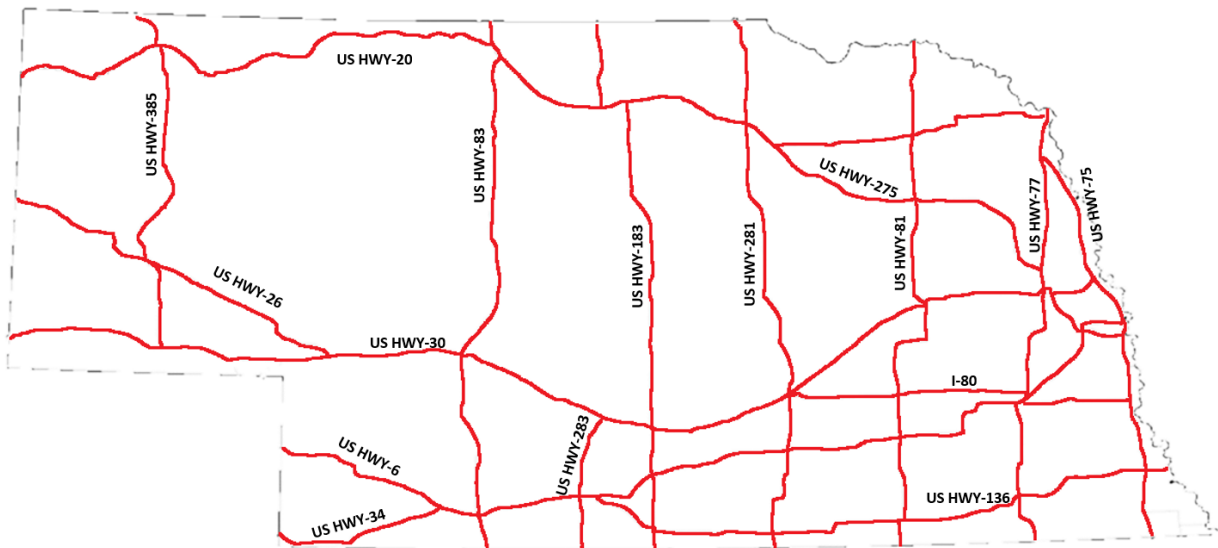 US HWY-20
US HWY-385
US HWY-83
US HWY-275
US HWY-77
US HWY-75
US HWY-183
US HWY-281
US HWY-81
US HWY-26
US HWY-30
I-80
US HWY-283
US HWY-6
US HWY-136
US HWY-34